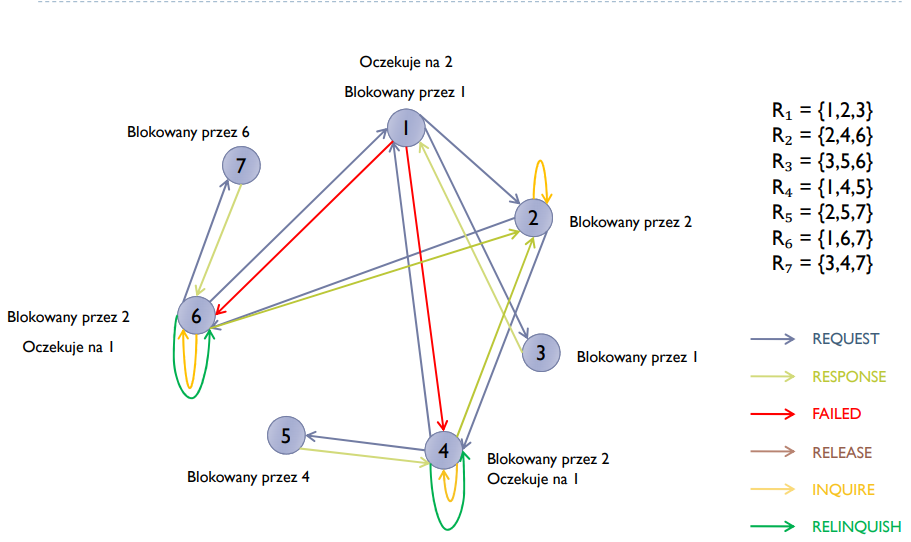 Oczekuje na 2
Blokowany przez 1
1
Blokowany przez 6
7
2
Blokowany przez 2
R₁ = {1,2,3}
R₂ = {2,4,6}
R₃ = {3,5,6}
R₄ = {1,4,5}
R₅ = {2,5,7}
R₆ = {1,6,7}
R₇ = {3,4,7}
Blokowany przez 2
Oczekuje na 1
6
3
Blokowany przez 1
5
Blokowany przez 4
4
Blokowany przez 2
Oczekuje na 1
REQUEST
RESPONSE
FAILED
RELEASE
INQUIRE
RELINQUISH